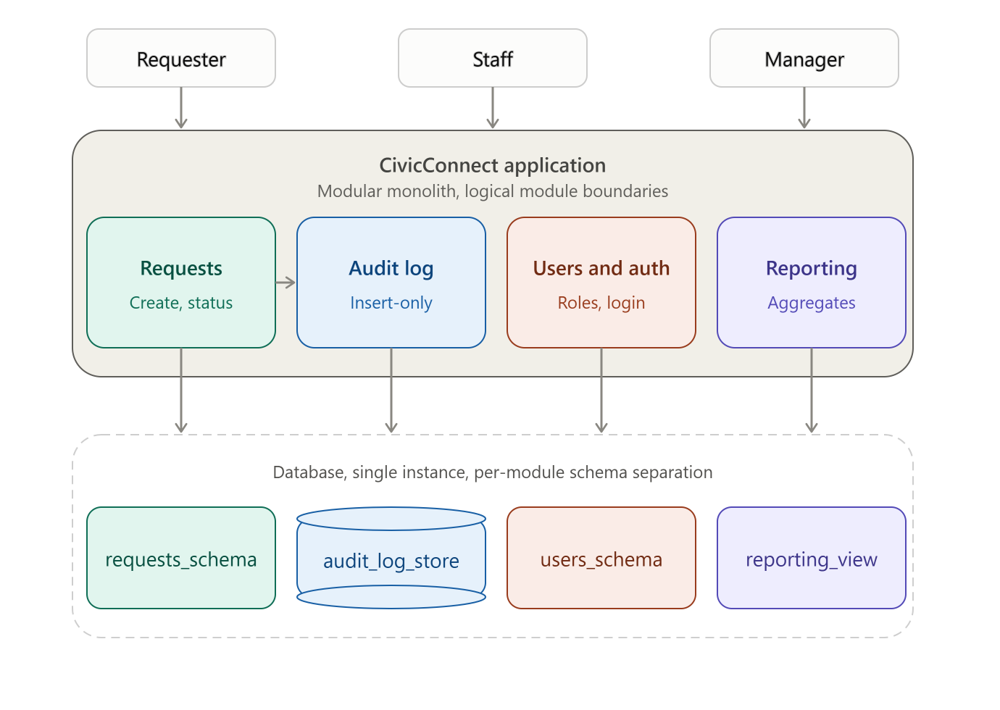 Requester
Staff
Manager
CivicConnect application
Modular monolith, logical module boundaries
Requests
Create, status
Audit log
Insert-only
Users and auth
Roles, login
Reporting
Aggregates
Database, single instance, per-module schema separation
requests_schema
audit_log_store
users_schema
reporting_view